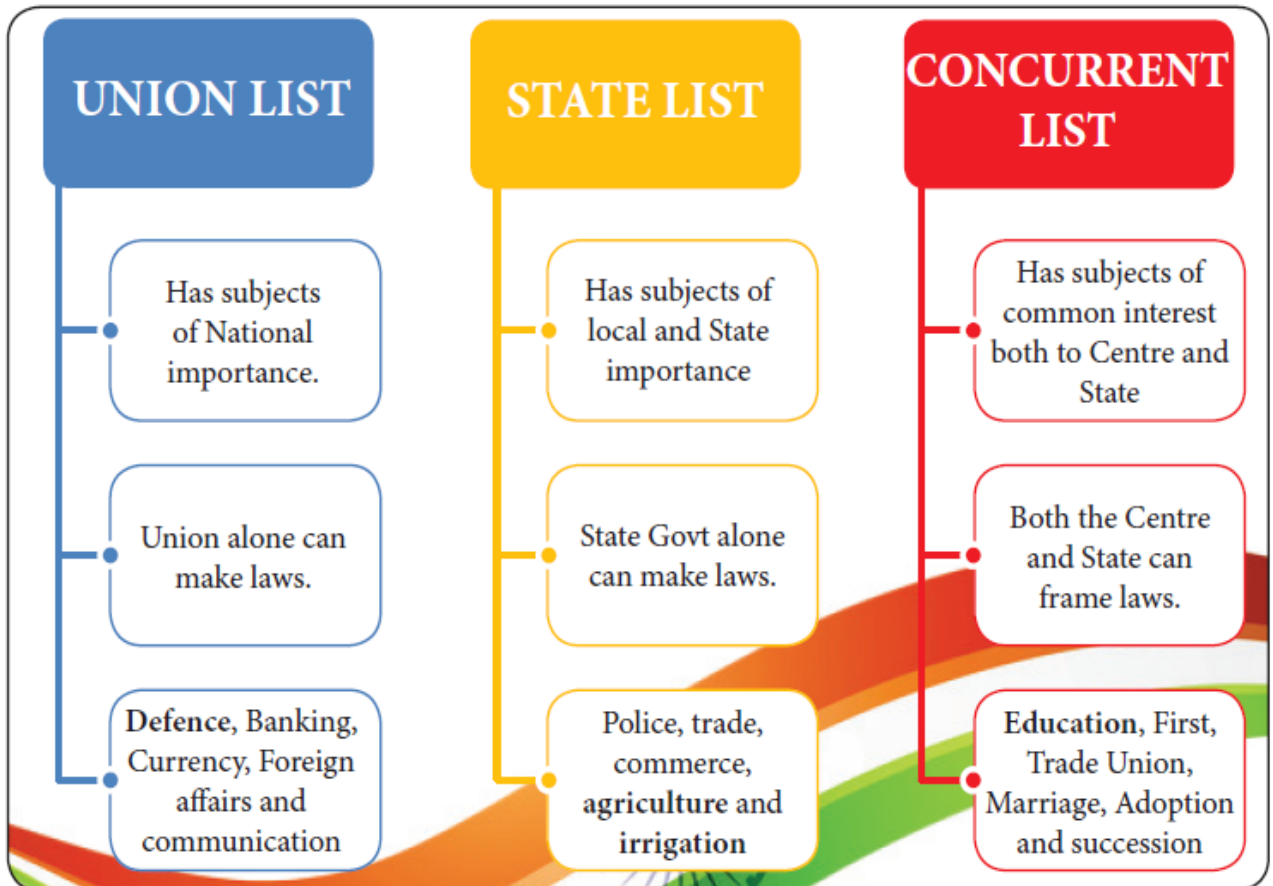 UNION LIST
Has subjects
of National
importance.
Union alone can
make laws.
Defence, Banking,
Currency, Foreign
affairs and
communication
STATE LIST
Has subjects of
local and State
importance
State Govt alone
can make laws.
Police, trade,
commerce,
agriculture and
irrigation
CONCURRENT
LIST
Has subjects of
common interest
both to Centre and
State
Both the Centre
and State can
frame laws.
Education, First,
Trade Union,
Marriage, Adoption
and succession